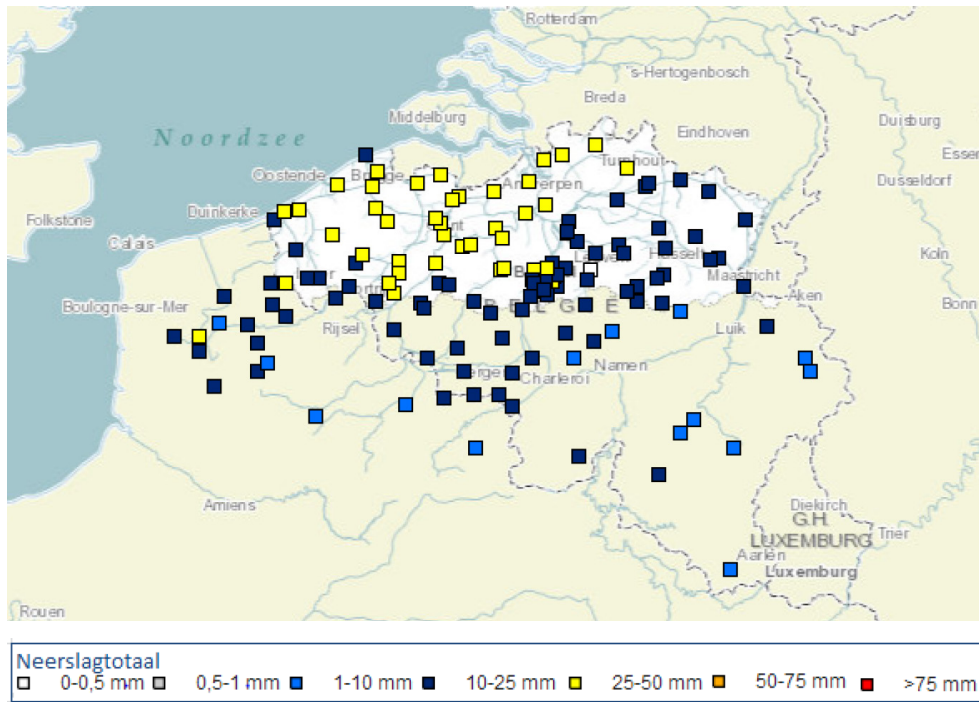 Rotterdam
's-Hertogenbosch
Breda
Middelburg
Eindhoven
Duisburg
Noordzee
Essen
Oostende
Turnhout
Antwerpen
Dusseldorf
Duinkerke
Folkstone
Calais
Hasselt
Koln
Maastricht
Boulogne-sur-Mer
Aken
BELGIE
Bonn
Rijsel
Luik
Namen
Charleroi
Amiens
Diekirch
G.H.
LUXEMBURG
Trier
Aarlen
Luxemburg
Rouen
Neerslagtotaal
0-0,5 mm 0,5-1 mm 1-10 mm 10-25 mm 25-50 mm 50-75 mm >75 mm